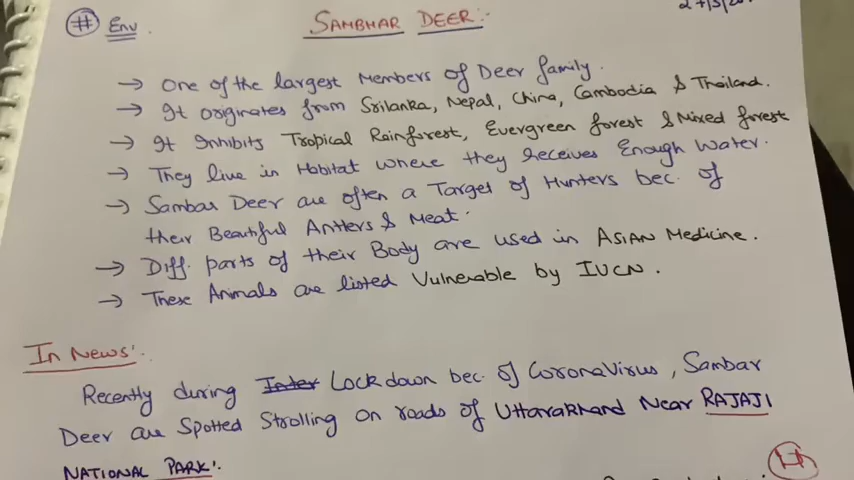 # Env. SAMBHAR DEER:-
→ One of the largest Members of Deer family.
→ It originates from Srilanka, Nepal, China, Cambodia & Thailand.
→ It Inhibits Tropical Rainforest, Evergreen forest & Mixed forest
→ They live in Habitat where they Receives Enough Water.
→ Sambar Deer are often a Target of Hunters bec. of
their Beautiful Antlers & Meat.
→ Diff. parts of their Body are used in ASIAN Medicine.
→ These Animals are listed Vulnerable by IUCN.
In News:
Recently during Lockdown bec. of CoronaVirus, Sambar
Deer are Spotted Strolling on roads of Uttarakhand Near RAJAJI
NATIONAL PARK: